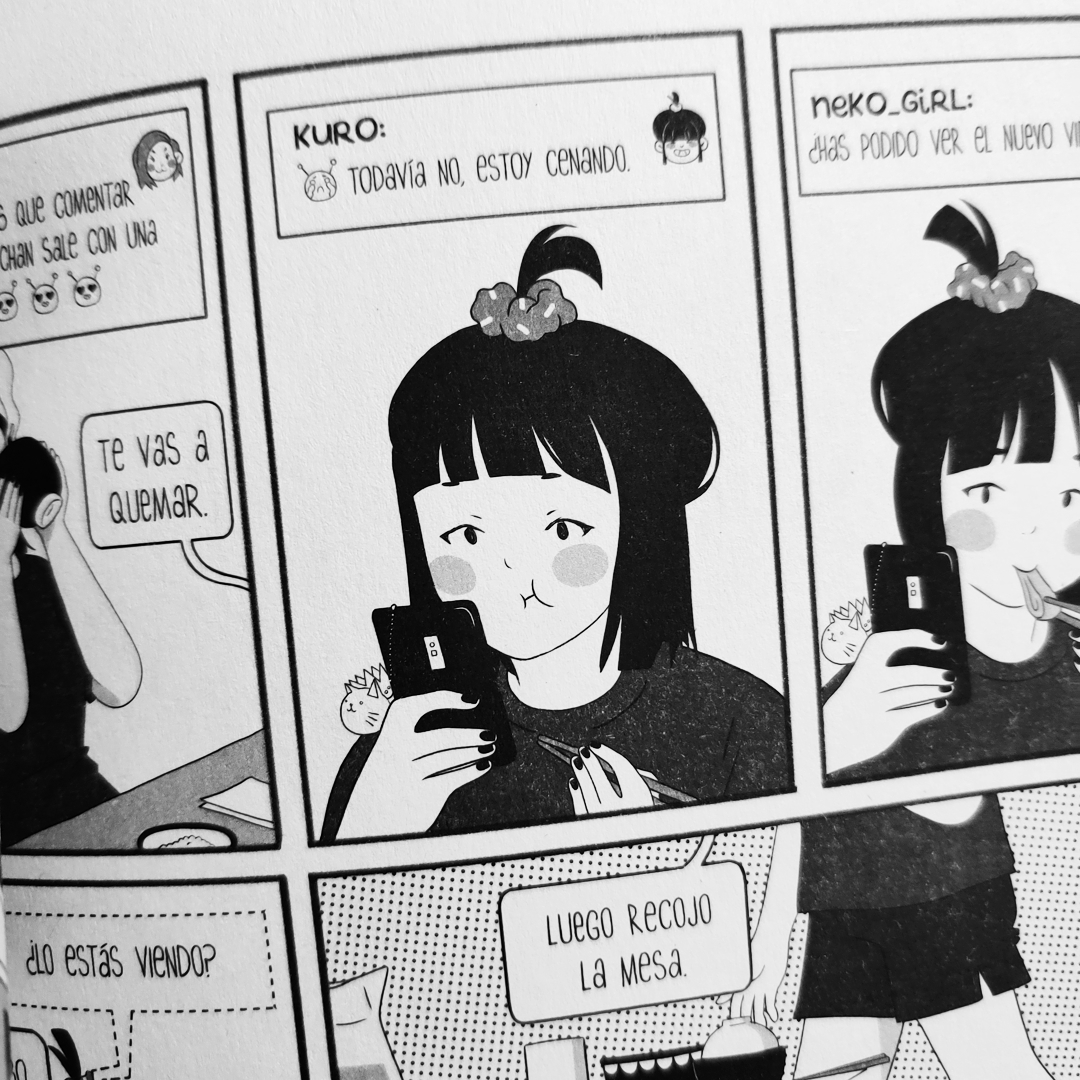 QUE COMENTAR
CHAN SALE CON UNA
TE VAS A
QUEMAR.
KURO:
TODAVÍA NO, ESTOY CENANDO.
NEKO_GIRL:
¿HAS PODIDO VER EL NUEVO
¿LO ESTÁS VIENDO?
LUEGO RECOJO
LA MESA.